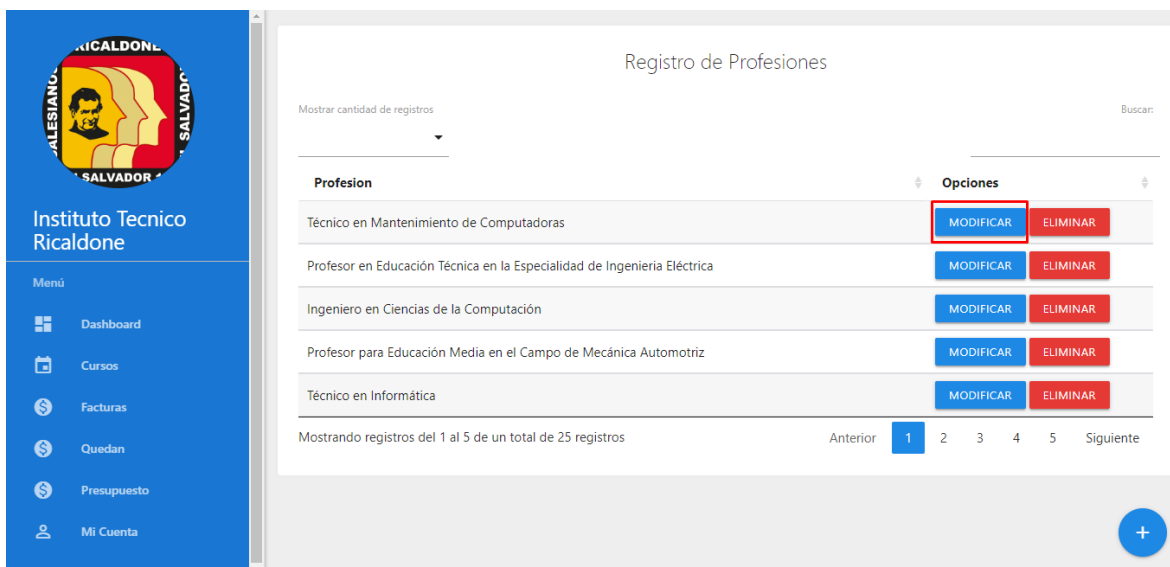 RICALDONE
SALESIANO
SALVADOR
SALVADOR
Instituto Tecnico
Ricaldone
Menú
Dashboard
Cursos
Facturas
Quedan
Presupuesto
Mi Cuenta
Registro de Profesiones
Mostrar cantidad de registros
Buscar:
Profesion Opciones
Técnico en Mantenimiento de Computadoras MODIFICAR ELIMINAR
Profesor en Educación Técnica en la Especialidad de Ingenieria Eléctrica MODIFICAR ELIMINAR
Ingeniero en Ciencias de la Computación MODIFICAR ELIMINAR
Profesor para Educación Media en el Campo de Mecánica Automotriz MODIFICAR ELIMINAR
Técnico en Informática MODIFICAR ELIMINAR
Mostrando registros del 1 al 5 de un total de 25 registros Anterior 1 2 3 4 5 Siguiente
+